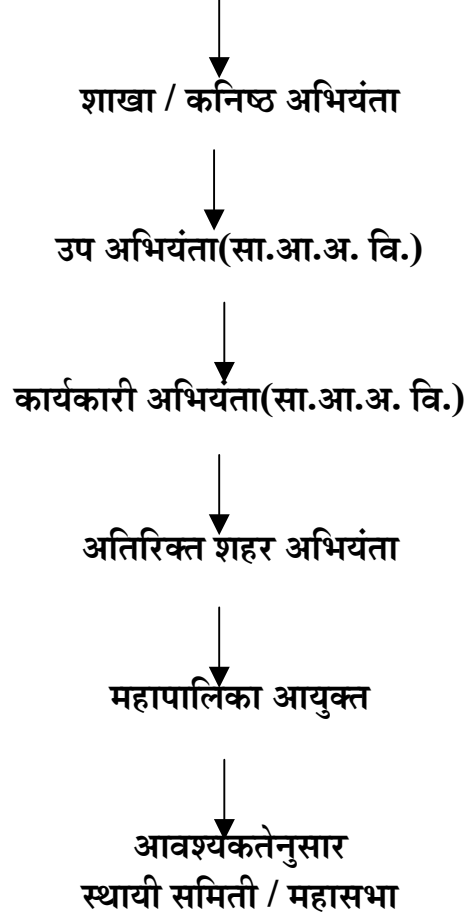 शाखा / कनिष्ठ अभियंता
उप अभियंता(सा.आ.अ. वि.)
कार्यकारी अभियंता(सा.आ.अ. वि.)
अतिरिक्त शहर अभियंता
महापालिका आयुक्त
आवश्यकतेनुसार
स्थायी समिती / महासभा